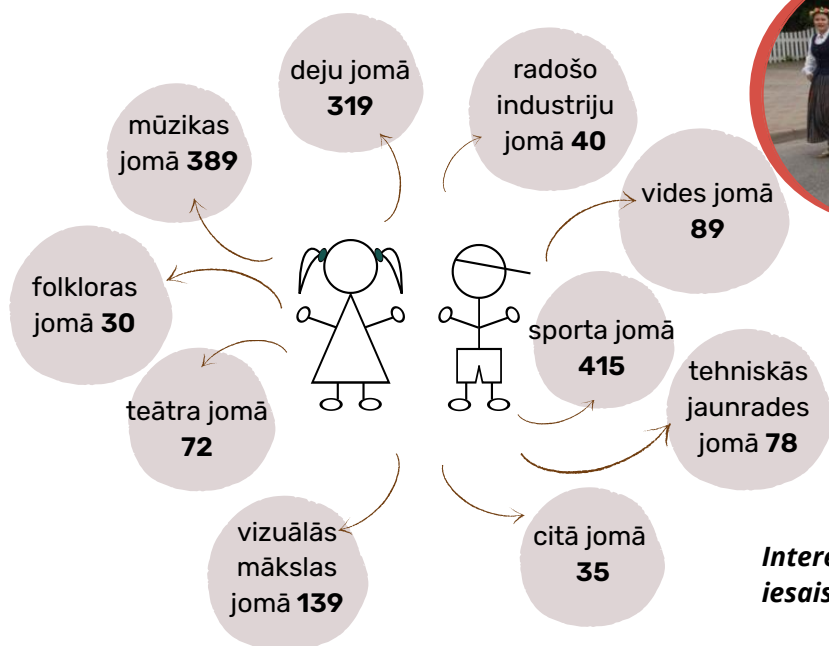 deju jomā
319
radošo
industriju
jomā 40
mūzikas
jomā 389
vides jomā
89
folkloras
jomā 30
sporta jomā
415
teātra jomā
72
tehniskās
jaunrades
jomā 78
vizuālās
mākslas
jomā 139
citā jomā
35